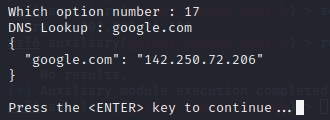 Which option number : 17
DNS Lookup : google.com
{
  "google.com": "142.250.72.206"
}
Press the <ENTER> key to continue...